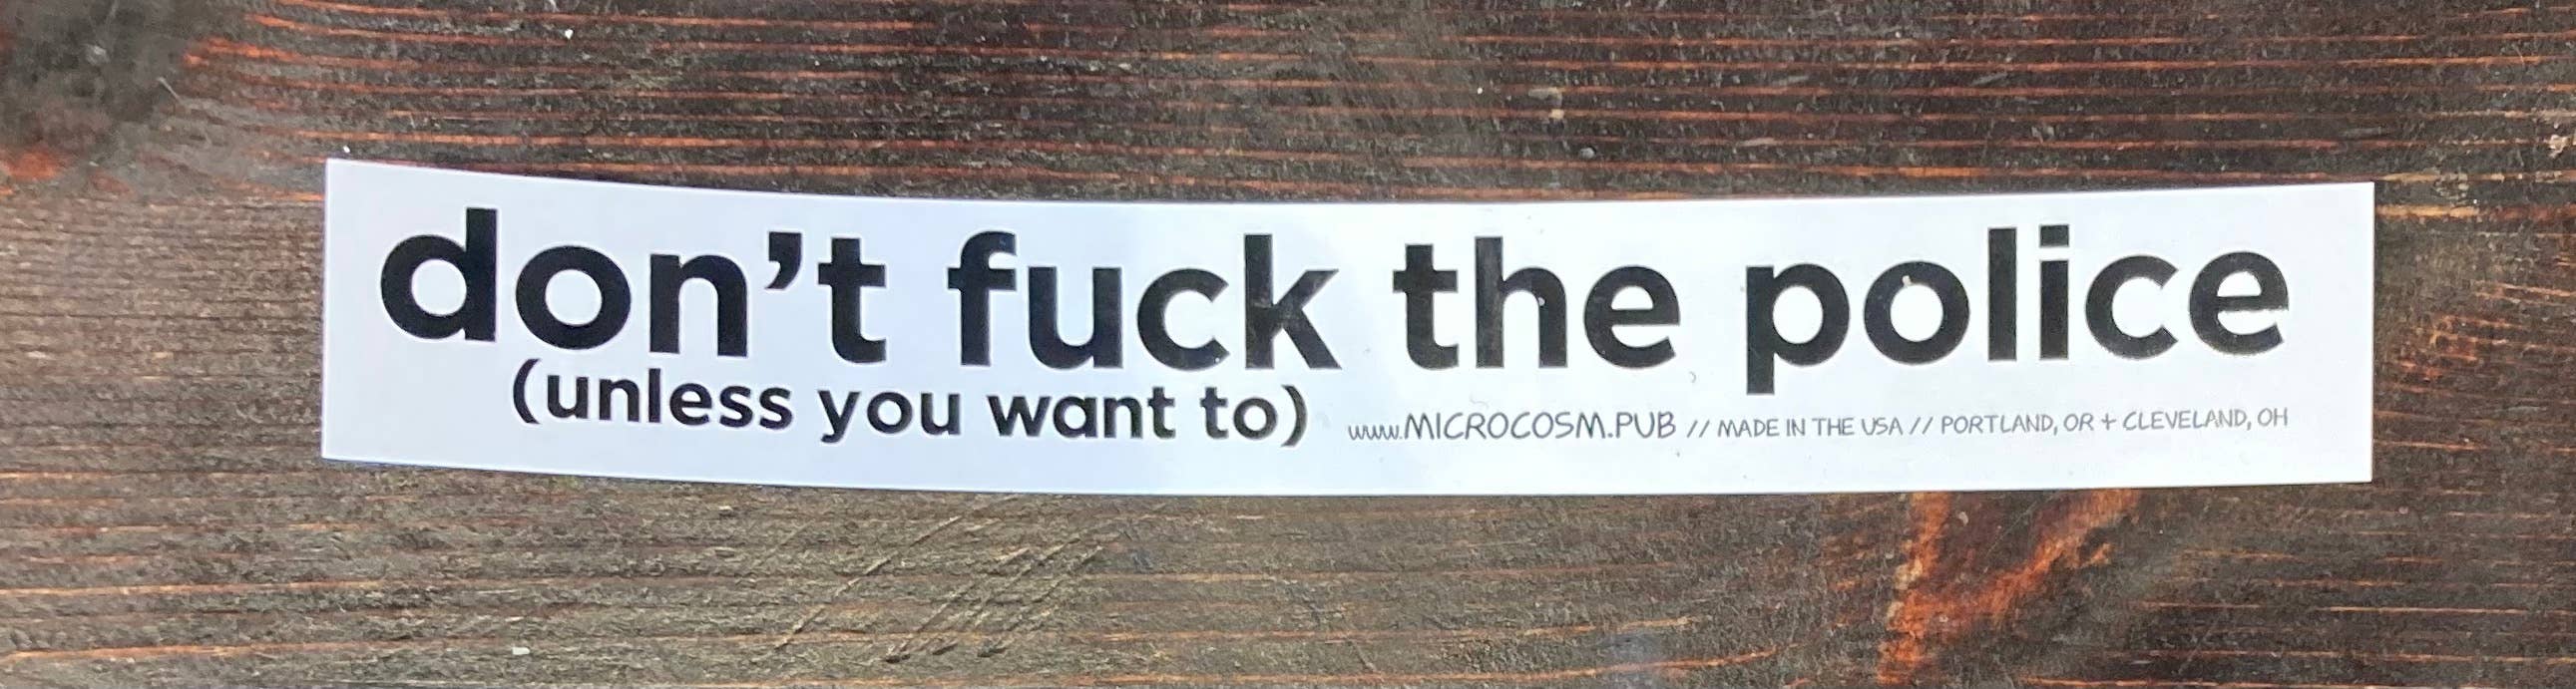 don't fuck the police
(unless you want to) www.MICROCOSM.PUB // MADE IN THE USA // PORTLAND, OR + CLEVELAND, OH